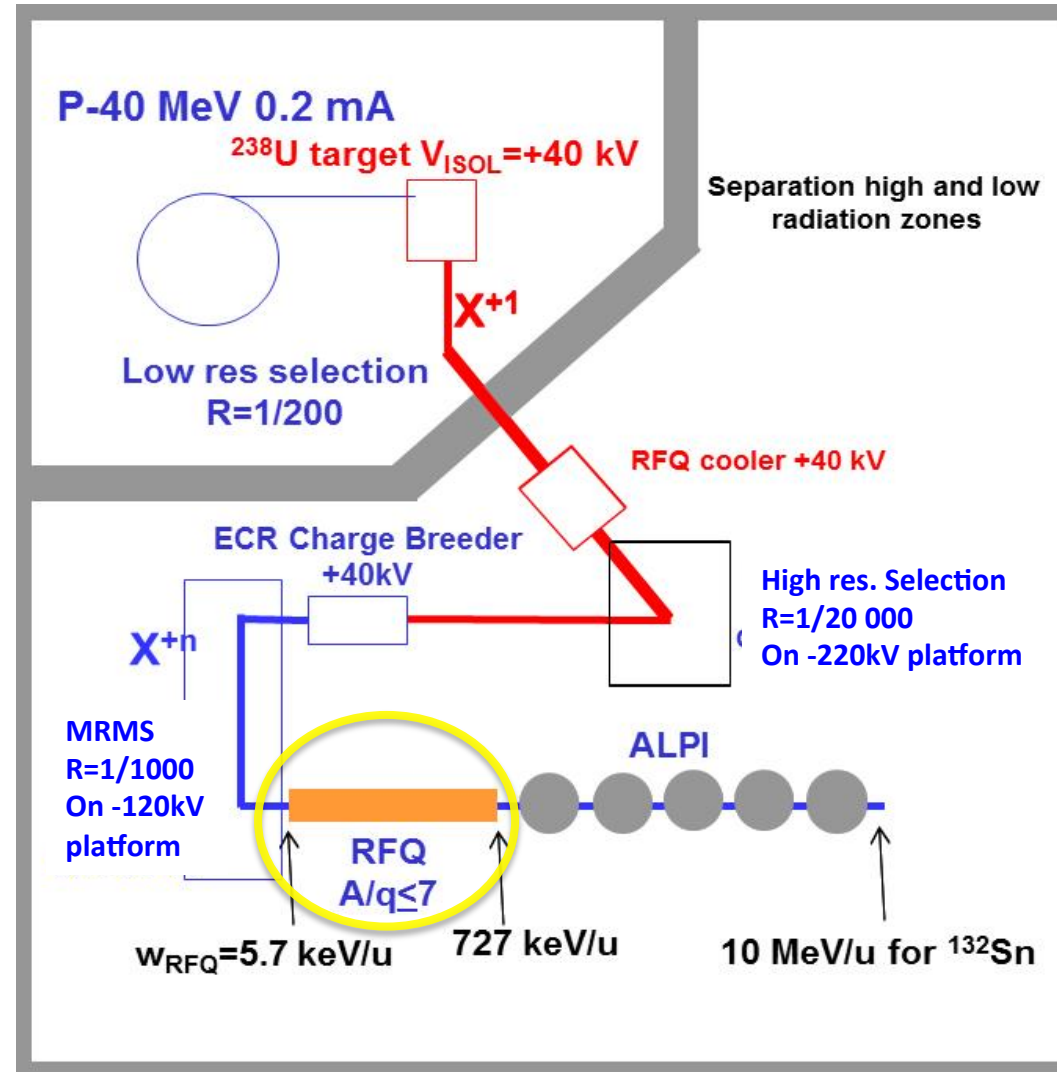 P-40 MeV 0.2 mA
²³⁸U target V_ISOL=+40 kV
Separation high and low
radiation zones
X⁺¹
Low res selection
R=1/200
RFQ cooler +40 kV
ECR Charge Breeder
+40kV
High res. Selection
R=1/20 000
On -220kV platform
X⁺ⁿ
MRMS
R=1/1000
On -120kV
platform
ALPI
RFQ
A/q≤7
w_RFQ=5.7 keV/u
727 keV/u
10 MeV/u for ¹³²Sn